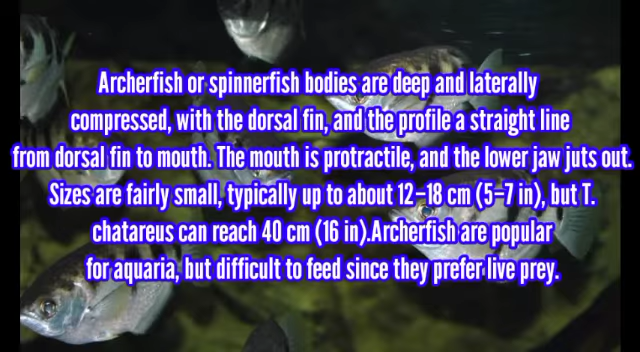 Archerfish or spinnerfish bodies are deep and laterally
compressed, with the dorsal fin, and the profile a straight line
from dorsal fin to mouth. The mouth is protractile, and the lower jaw juts out.
Sizes are fairly small, typically up to about 12–18 cm (5–7 in), but T.
chatareus can reach 40 cm (16 in).Archerfish are popular
for aquaria, but difficult to feed since they prefer live prey.